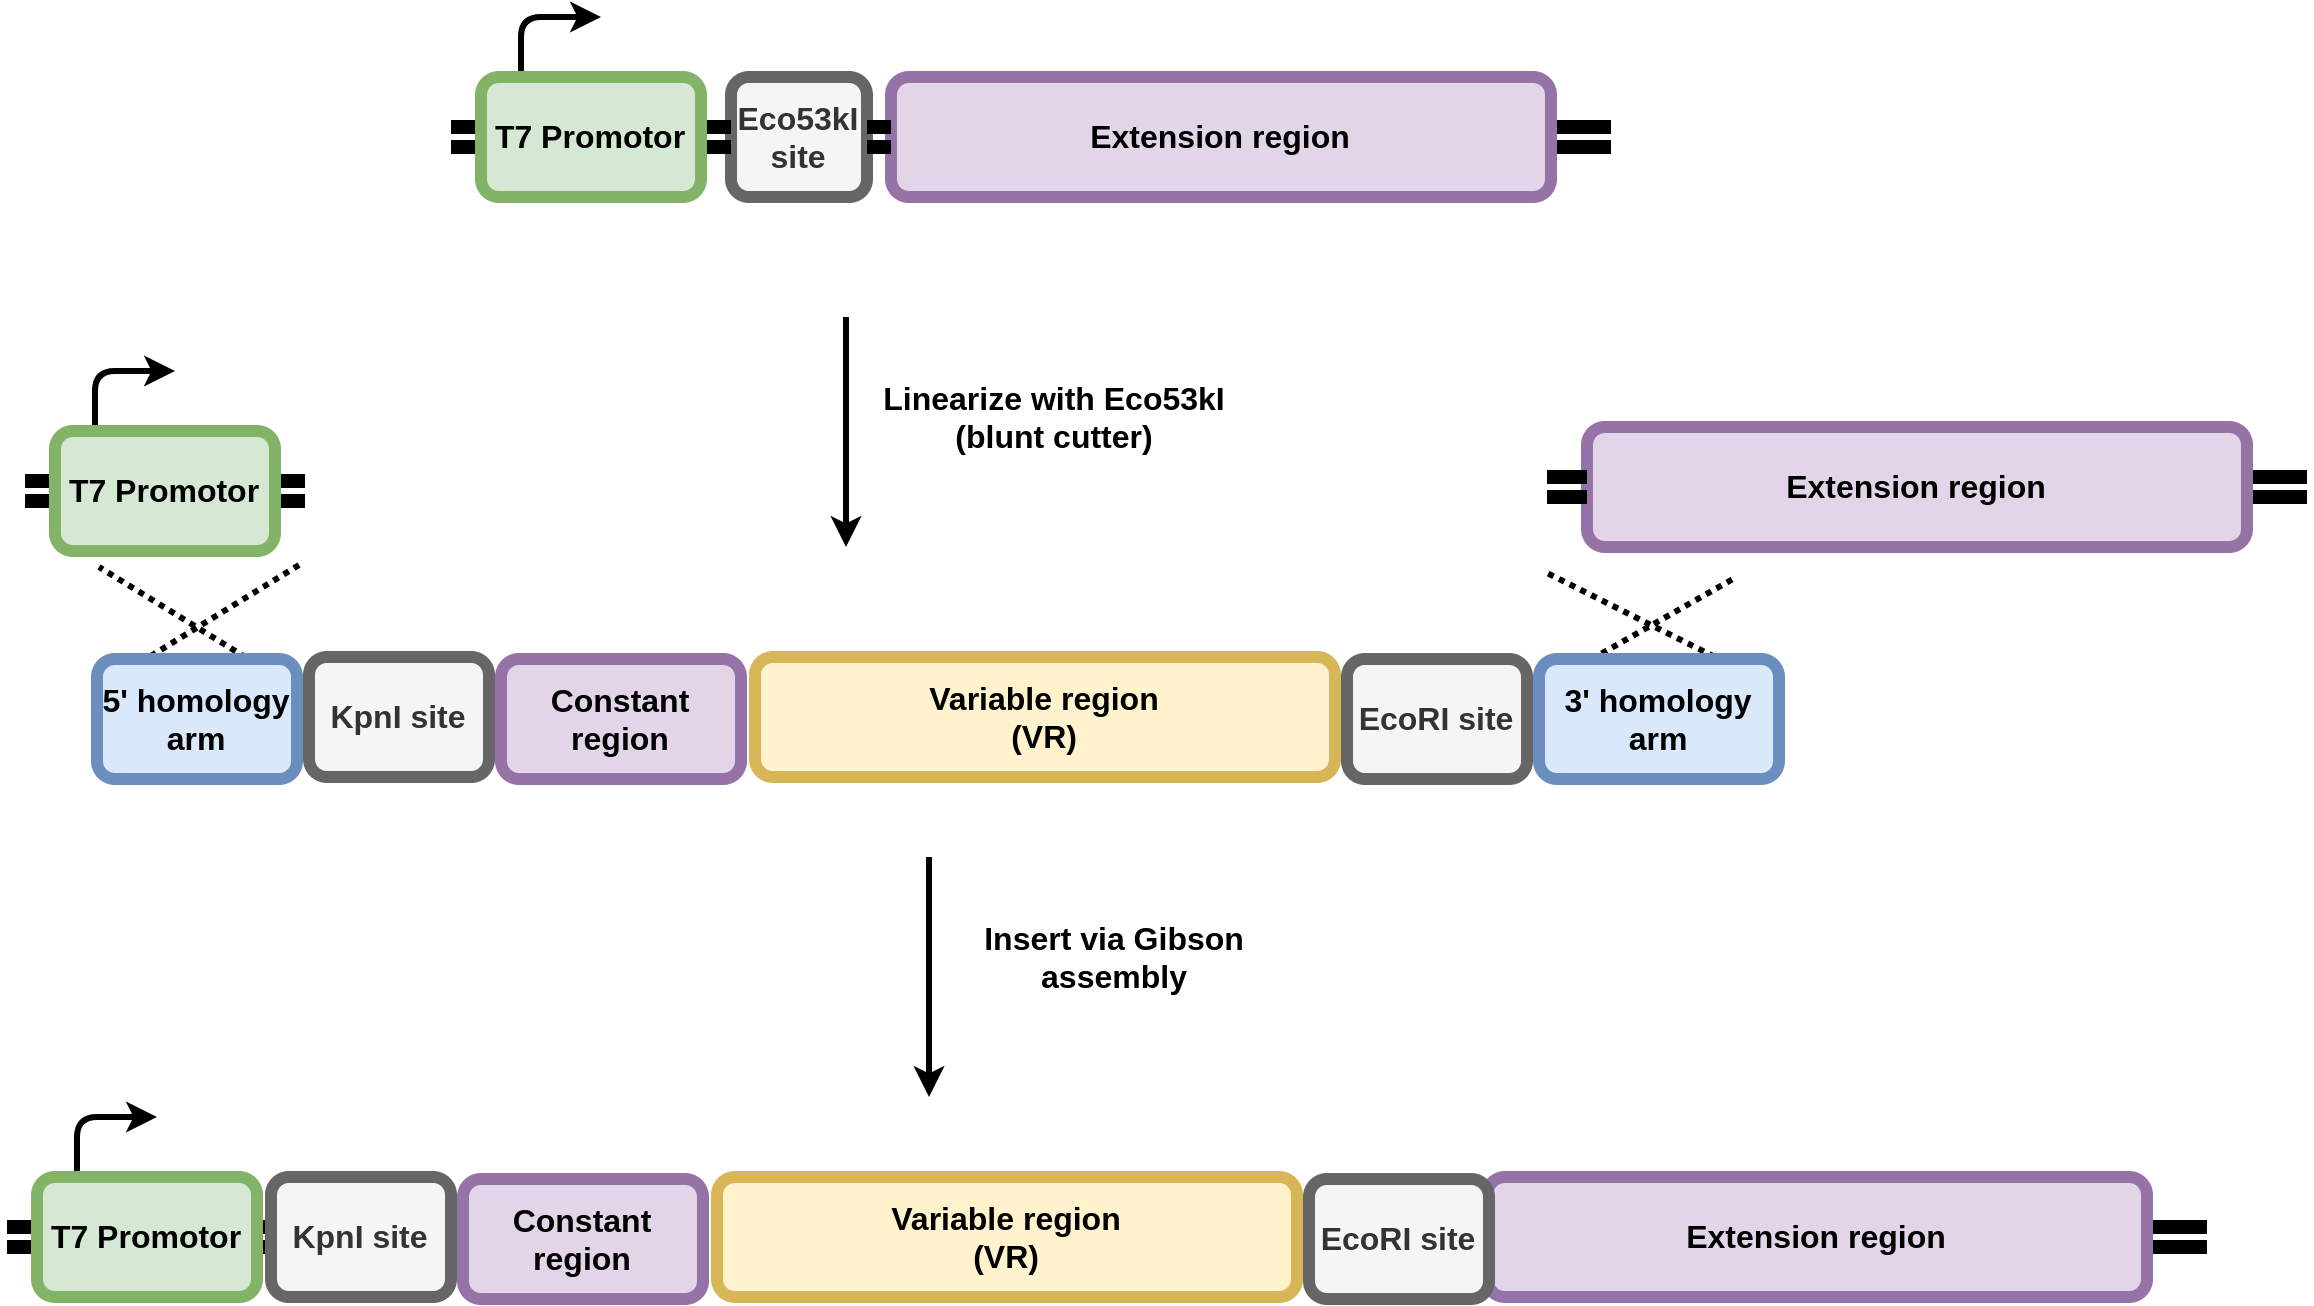 T7 Promotor
Eco53kI
site
Extension region
Linearize with Eco53kI
(blunt cutter)
T7 Promotor
Extension region
5' homology
arm
KpnI site
Constant
region
Variable region
(VR)
EcoRI site
3' homology
arm
Insert via Gibson
assembly
T7 Promotor
KpnI site
Constant
region
Variable region
(VR)
EcoRI site
Extension region